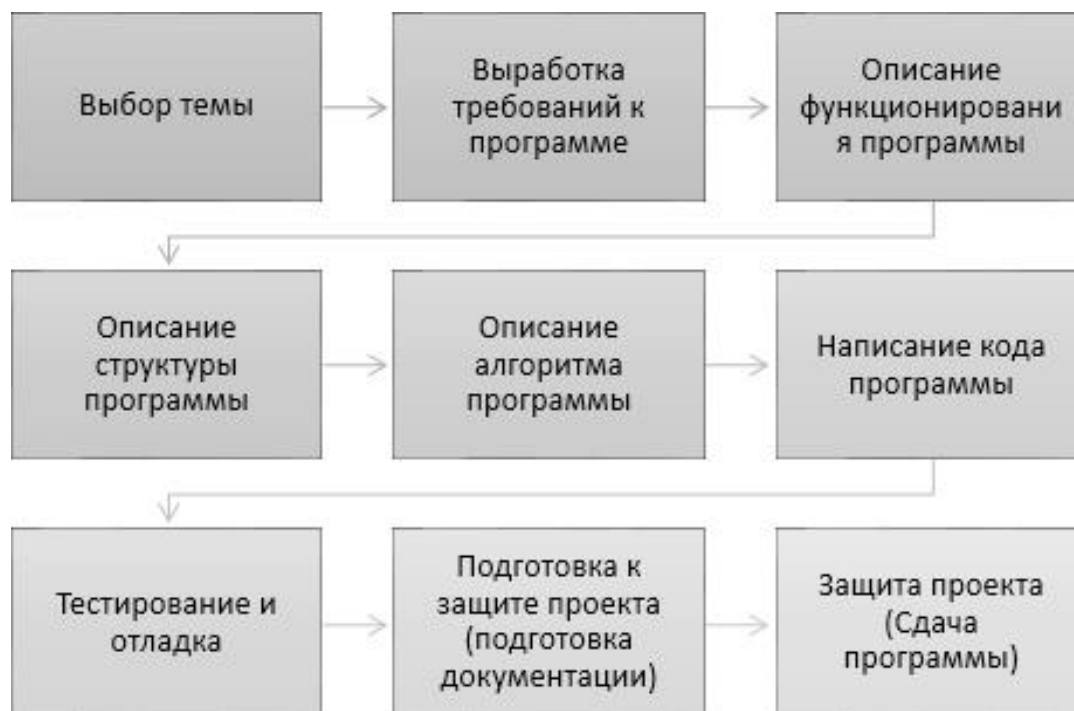 Выбор темы
Выработка
требований к
программе
Описание
функционировани
я программы
Описание
структуры
программы
Описание
алгоритма
программы
Написание кода
программы
Тестирование и
отладка
Подготовка к
защите проекта
(подготовка
документации)
Защита проекта
(Сдача
программы)